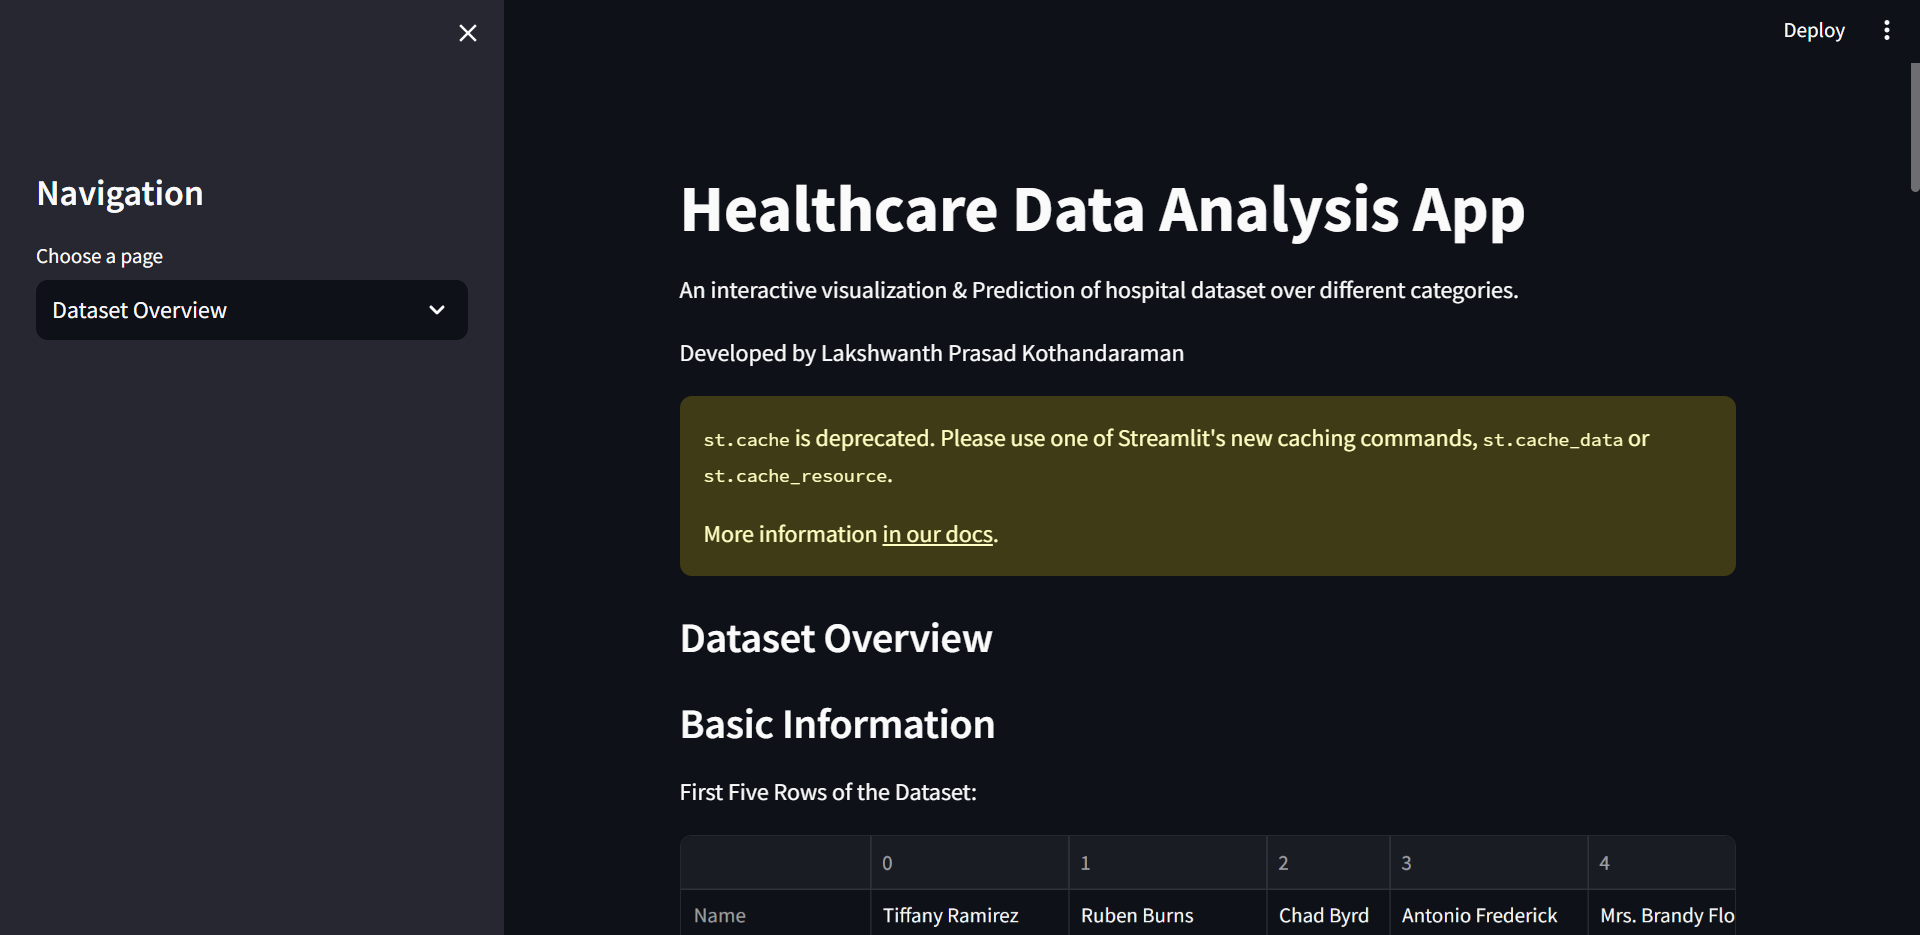 Deploy
Navigation
Choose a page
Dataset Overview
Healthcare Data Analysis App
An interactive visualization & Prediction of hospital dataset over different categories.
Developed by Lakshwanth Prasad Kothandaraman
st.cache is deprecated. Please use one of Streamlit's new caching commands, st.cache_data or
st.cache_resource.
More information in our docs.
Dataset Overview
Basic Information
First Five Rows of the Dataset:
0 1 2 3 4
Name Tiffany Ramirez Ruben Burns Chad Byrd Antonio Frederick Mrs. Brandy Flo